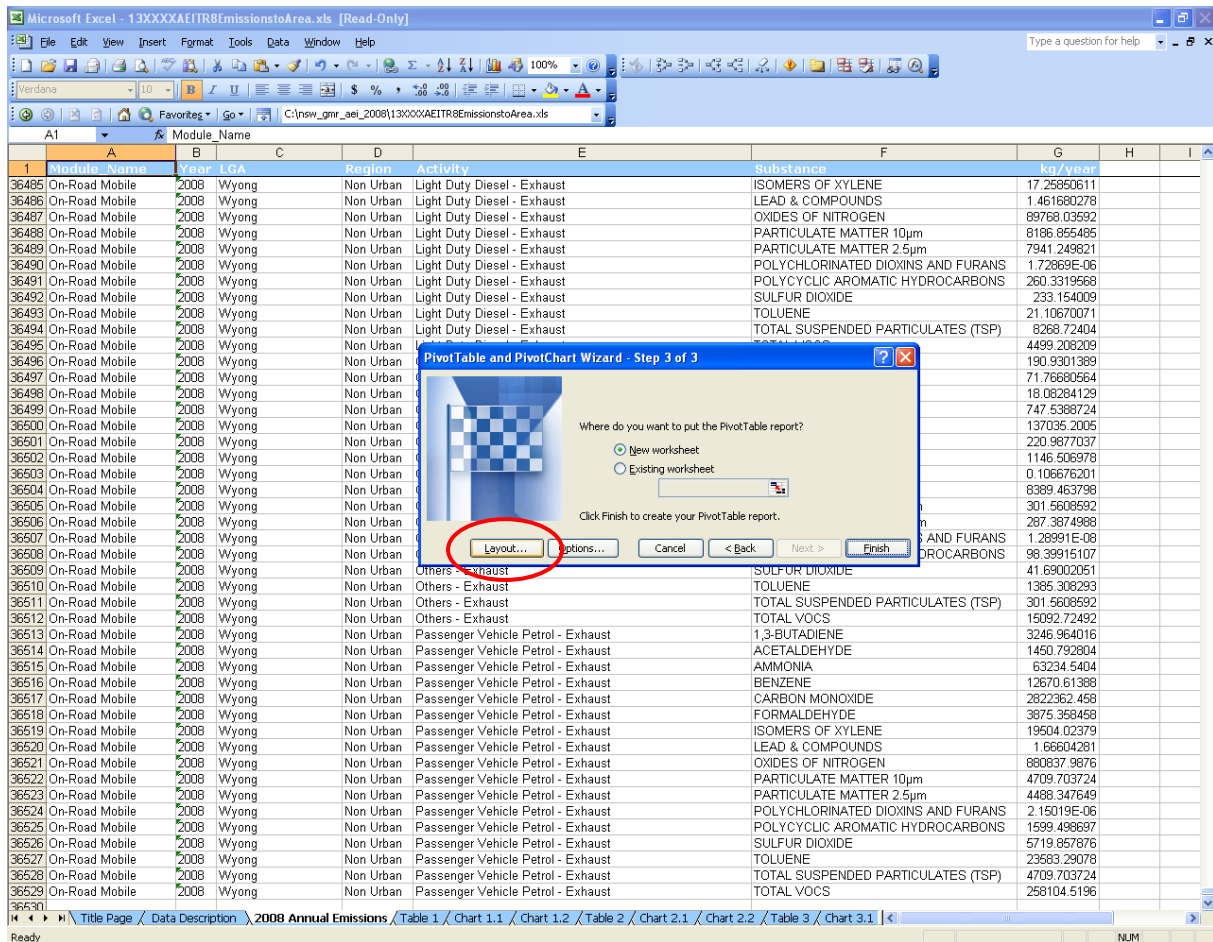 Microsoft Excel - 13XXXXAEITR8EmissionstoArea.xls [Read-Only]
File Edit View Insert Format Tools Data Window Help Type a question for help
100%
Verdana 10 B I U $ % ,
Favorites Go C:\nsw_gmr_aei_2008\13XXXXAEITR8EmissionstoArea.xls
A1 fx Module_Name
A B C D E F G H I
1 Module_Name Year LGA Region Activity Substance kg/year
36485 On-Road Mobile 2008 Wyong Non Urban Light Duty Diesel - Exhaust ISOMERS OF XYLENE 17.25850611
36486 On-Road Mobile 2008 Wyong Non Urban Light Duty Diesel - Exhaust LEAD & COMPOUNDS 1.461680278
36487 On-Road Mobile 2008 Wyong Non Urban Light Duty Diesel - Exhaust OXIDES OF NITROGEN 89768.03592
36488 On-Road Mobile 2008 Wyong Non Urban Light Duty Diesel - Exhaust PARTICULATE MATTER 10µm 8186.855485
36489 On-Road Mobile 2008 Wyong Non Urban Light Duty Diesel - Exhaust PARTICULATE MATTER 2.5µm 7941.249821
36490 On-Road Mobile 2008 Wyong Non Urban Light Duty Diesel - Exhaust POLYCHLORINATED DIOXINS AND FURANS 1.72869E-06
36491 On-Road Mobile 2008 Wyong Non Urban Light Duty Diesel - Exhaust POLYCYCLIC AROMATIC HYDROCARBONS 260.3319568
36492 On-Road Mobile 2008 Wyong Non Urban Light Duty Diesel - Exhaust SULFUR DIOXIDE 233.154009
36493 On-Road Mobile 2008 Wyong Non Urban Light Duty Diesel - Exhaust TOLUENE 21.10670071
36494 On-Road Mobile 2008 Wyong Non Urban Light Duty Diesel - Exhaust TOTAL SUSPENDED PARTICULATES (TSP) 8268.72404
36495 On-Road Mobile 2008 Wyong Non Urban 4499.208209
36496 On-Road Mobile 2008 Wyong Non Urban 190.9301389
36497 On-Road Mobile 2008 Wyong Non Urban 71.76680564
36498 On-Road Mobile 2008 Wyong Non Urban 18.08284129
36499 On-Road Mobile 2008 Wyong Non Urban 747.5388724
36500 On-Road Mobile 2008 Wyong Non Urban 137035.2005
36501 On-Road Mobile 2008 Wyong Non Urban 220.9877037
36502 On-Road Mobile 2008 Wyong Non Urban 1146.506978
36503 On-Road Mobile 2008 Wyong Non Urban 0.106676201
36504 On-Road Mobile 2008 Wyong Non Urban 8389.463798
36505 On-Road Mobile 2008 Wyong Non Urban 301.5608592
36506 On-Road Mobile 2008 Wyong Non Urban 287.3874988
36507 On-Road Mobile 2008 Wyong Non Urban AND FURANS 1.28991E-08
36508 On-Road Mobile 2008 Wyong Non Urban DROCARBONS 98.39915107
36509 On-Road Mobile 2008 Wyong Non Urban Others - Exhaust SULFUR DIOXIDE 41.69002051
36510 On-Road Mobile 2008 Wyong Non Urban Others - Exhaust TOLUENE 1385.308293
36511 On-Road Mobile 2008 Wyong Non Urban Others - Exhaust TOTAL SUSPENDED PARTICULATES (TSP) 301.5608592
36512 On-Road Mobile 2008 Wyong Non Urban Others - Exhaust TOTAL VOCS 15092.72492
36513 On-Road Mobile 2008 Wyong Non Urban Passenger Vehicle Petrol - Exhaust 1,3-BUTADIENE 3246.964016
36514 On-Road Mobile 2008 Wyong Non Urban Passenger Vehicle Petrol - Exhaust ACETALDEHYDE 1450.792804
36515 On-Road Mobile 2008 Wyong Non Urban Passenger Vehicle Petrol - Exhaust AMMONIA 63234.5404
36516 On-Road Mobile 2008 Wyong Non Urban Passenger Vehicle Petrol - Exhaust BENZENE 12670.61388
36517 On-Road Mobile 2008 Wyong Non Urban Passenger Vehicle Petrol - Exhaust CARBON MONOXIDE 2822362.458
36518 On-Road Mobile 2008 Wyong Non Urban Passenger Vehicle Petrol - Exhaust FORMALDEHYDE 3875.358458
36519 On-Road Mobile 2008 Wyong Non Urban Passenger Vehicle Petrol - Exhaust ISOMERS OF XYLENE 19504.02379
36520 On-Road Mobile 2008 Wyong Non Urban Passenger Vehicle Petrol - Exhaust LEAD & COMPOUNDS 1.66604281
36521 On-Road Mobile 2008 Wyong Non Urban Passenger Vehicle Petrol - Exhaust OXIDES OF NITROGEN 880837.9876
36522 On-Road Mobile 2008 Wyong Non Urban Passenger Vehicle Petrol - Exhaust PARTICULATE MATTER 10µm 4709.703724
36523 On-Road Mobile 2008 Wyong Non Urban Passenger Vehicle Petrol - Exhaust PARTICULATE MATTER 2.5µm 4488.347649
36524 On-Road Mobile 2008 Wyong Non Urban Passenger Vehicle Petrol - Exhaust POLYCHLORINATED DIOXINS AND FURANS 2.15019E-06
36525 On-Road Mobile 2008 Wyong Non Urban Passenger Vehicle Petrol - Exhaust POLYCYCLIC AROMATIC HYDROCARBONS 1599.498697
36526 On-Road Mobile 2008 Wyong Non Urban Passenger Vehicle Petrol - Exhaust SULFUR DIOXIDE 5719.857876
36527 On-Road Mobile 2008 Wyong Non Urban Passenger Vehicle Petrol - Exhaust TOLUENE 23583.29078
36528 On-Road Mobile 2008 Wyong Non Urban Passenger Vehicle Petrol - Exhaust TOTAL SUSPENDED PARTICULATES (TSP) 4709.703724
36529 On-Road Mobile 2008 Wyong Non Urban Passenger Vehicle Petrol - Exhaust TOTAL VOCS 258104.5196
36530
PivotTable and PivotChart Wizard - Step 3 of 3
Where do you want to put the PivotTable report?
New worksheet
Existing worksheet
Click Finish to create your PivotTable report.
Layout... Options... Cancel < Back Next > Finish
Title Page Data Description 2008 Annual Emissions Table 1 Chart 1.1 Chart 1.2 Table 2 Chart 2.1 Chart 2.2 Table 3 Chart 3.1
Ready NUM